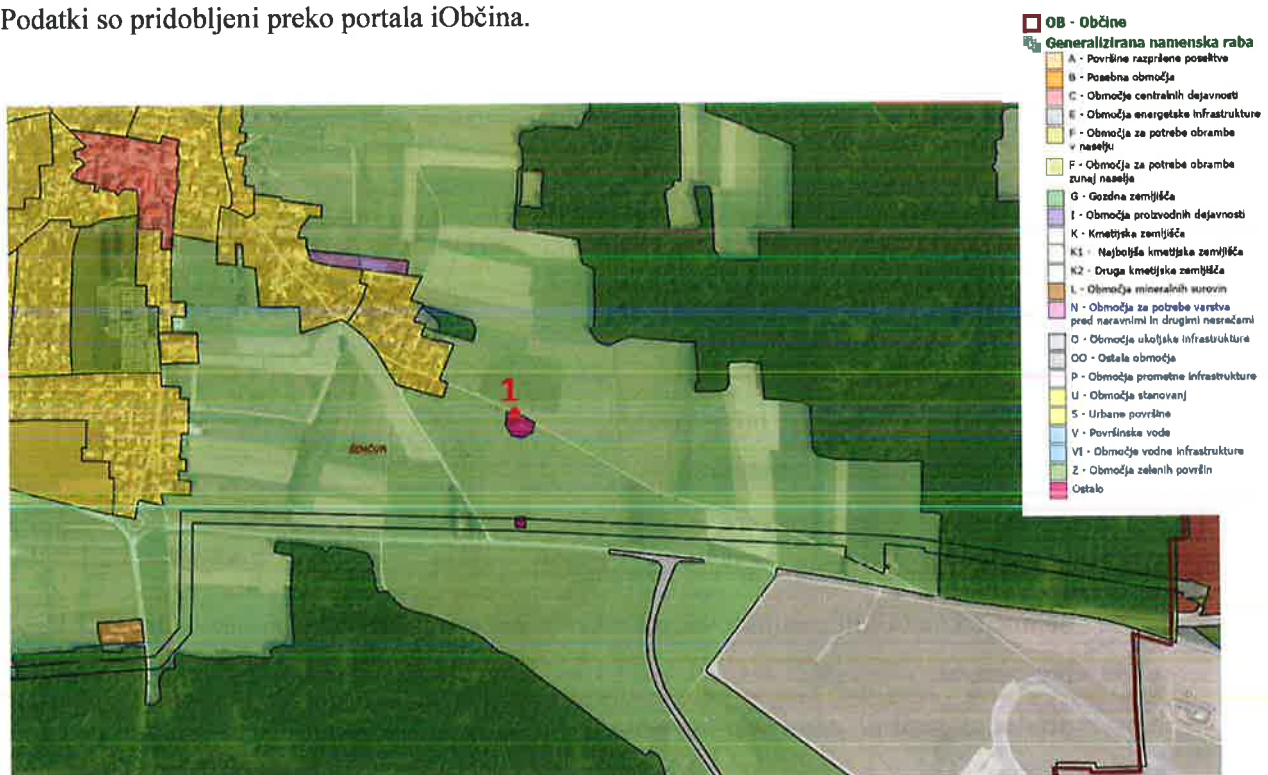 Podatki so pridobljeni preko portala iObčina.
OB - Občine
Generalizirana namenska raba
A - Površine razpršene poselitve
B - Posebna območja
C - Območje centralnih dejavnosti
E - Območja energetske infrastrukture
F - Območja za potrebe obrambe
v naselju
F - Območja za potrebe obrambe
zunaj naselja
G - Gozdna zemljišča
I - Območja proizvodnih dejavnosti
K - Kmetijska zemljišča
K1 - Najboljša kmetijska zemljišča
K2 - Druga kmetijska zemljišča
L - Območja mineralnih surovin
N - Območja za potrebe varstva
pred naravnimi in drugimi nesrečami
O - Območja okoljske infrastrukture
OO - Ostala območja
P - Območja prometne infrastrukture
U - Območja stanovanj
S - Urbane površine
V - Površinske vode
VI - Območje vodne infrastrukture
Z - Območja zelenih površin
Ostalo
1
ŠENČUR